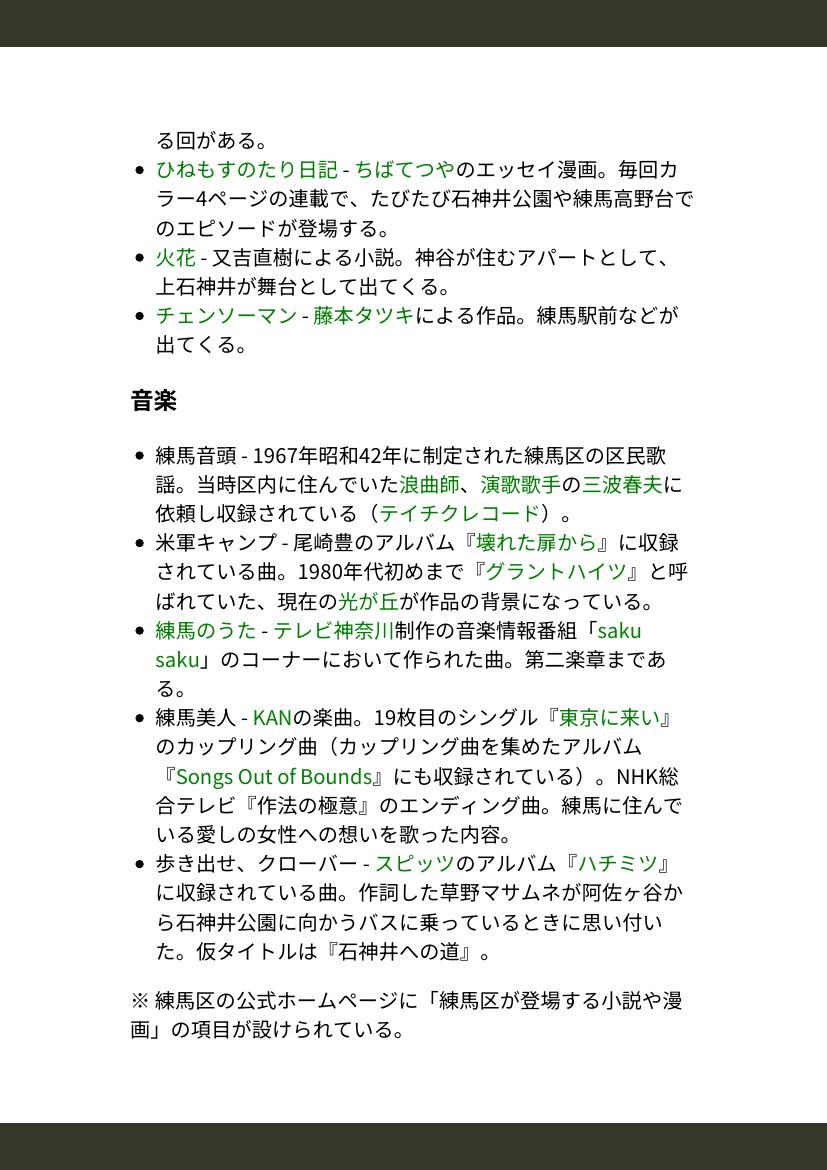 る回がある。
ひねもすのたり日記 - ちばてつやのエッセイ漫画。毎回カ
ラー4ページの連載で、たびたび石神井公園や練馬高野台で
のエピソードが登場する。
火花 - 又吉直樹による小説。神谷が住むアパートとして、
上石神井が舞台として出てくる。
チェンソーマン - 藤本タツキによる作品。練馬駅前などが
出てくる。
音楽
練馬音頭 - 1967年昭和42年に制定された練馬区の区民歌
謡。当時区内に住んでいた浪曲師、演歌歌手の三波春夫に
依頼し収録されている（テイチクレコード）。
米軍キャンプ - 尾崎豊のアルバム『壊れた扉から』に収録
されている曲。1980年代初めまで『グラントハイツ』と呼
ばれていた、現在の光が丘が作品の背景になっている。
練馬のうた - テレビ神奈川制作の音楽情報番組「saku
saku」のコーナーにおいて作られた曲。第二楽章まであ
る。
練馬美人 - KANの楽曲。19枚目のシングル『東京に来い』
のカップリング曲（カップリング曲を集めたアルバム
『Songs Out of Bounds』にも収録されている）。NHK総
合テレビ『作法の極意』のエンディング曲。練馬に住んで
いる愛しの女性への想いを歌った内容。
歩き出せ、クローバー - スピッツのアルバム『ハチミツ』
に収録されている曲。作詞した草野マサムネが阿佐ヶ谷か
ら石神井公園に向かうバスに乗っているときに思い付い
た。仮タイトルは『石神井への道』。
※ 練馬区の公式ホームページに「練馬区が登場する小説や漫
画」の項目が設けられている。